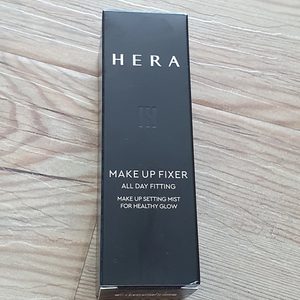 HERA
MAKE UP FIXER
ALL DAY FITTING
MAKE UP SETTING MIST
FOR HEALTHY GLOW